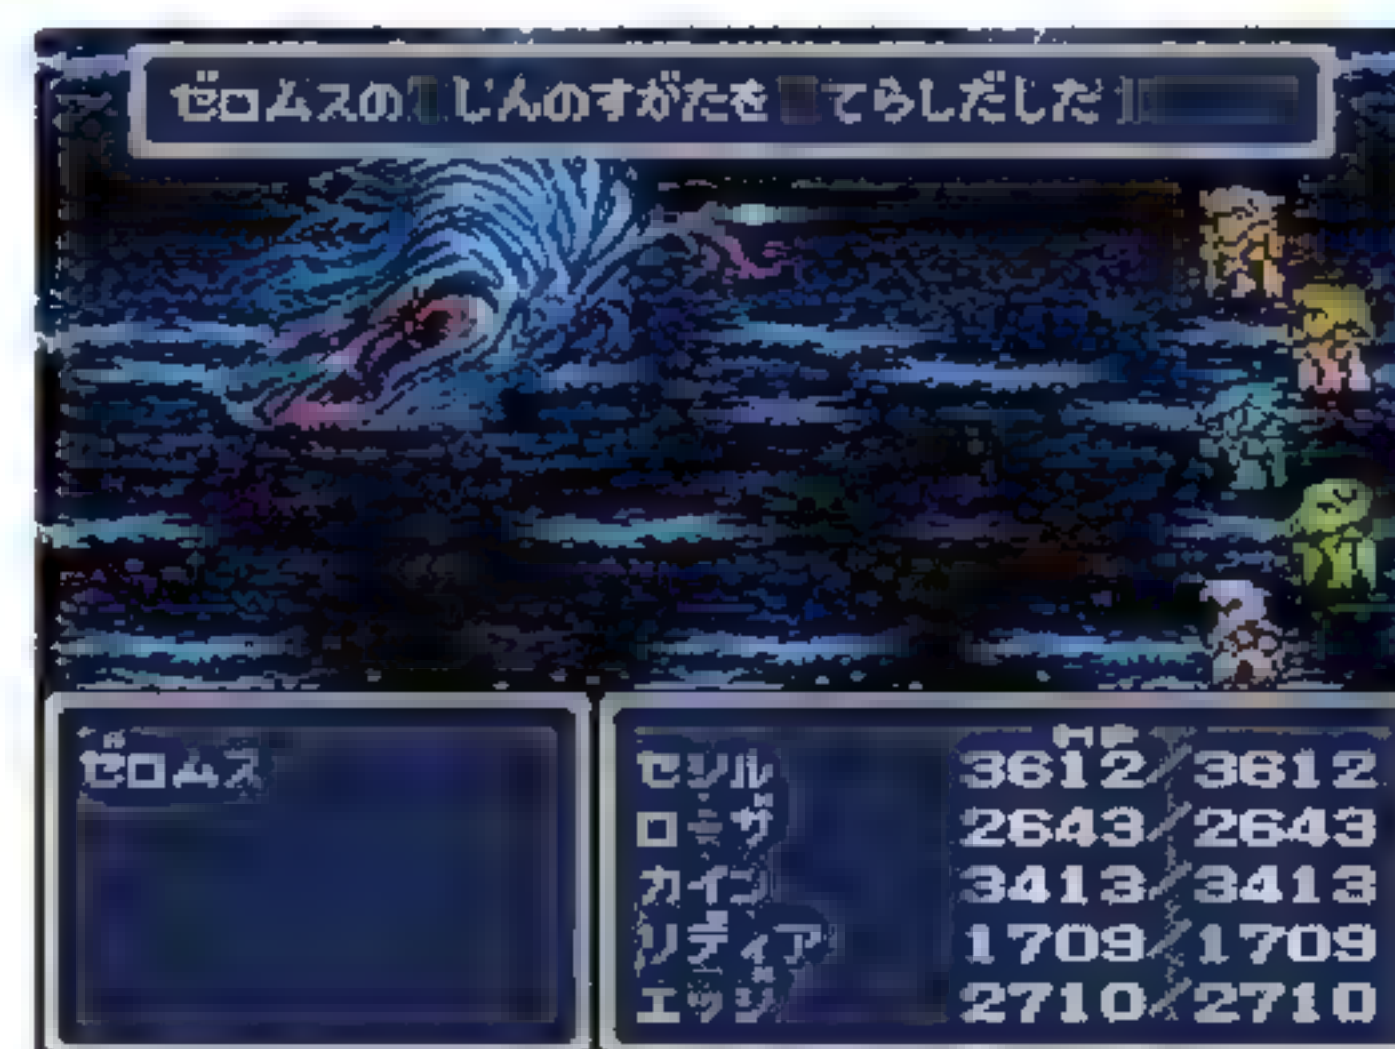 ゼロムスの じんのすがたを てらしだした
ゼロムス
HP
セシル 3612/3612
ローザ 2643/2643
カイン 3413/3413
リディア 1709/1709
エッジ 2710/2710